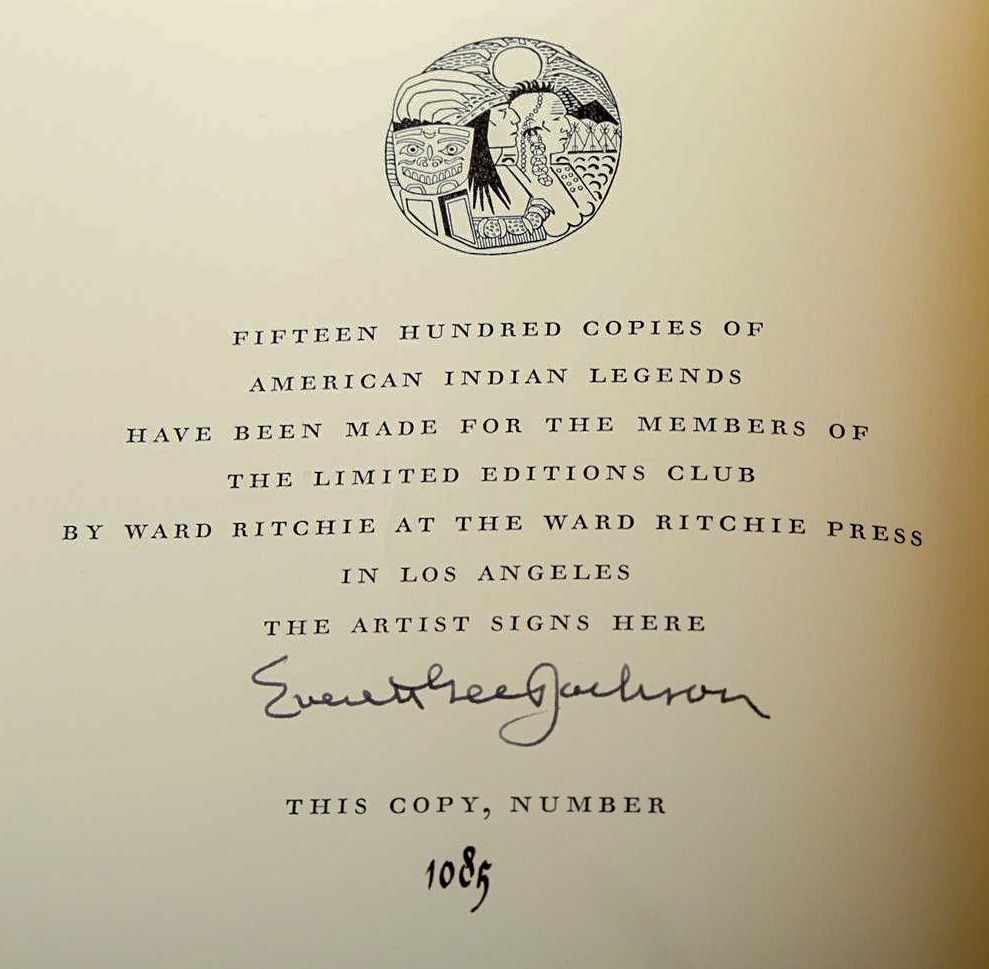 FIFTEEN HUNDRED COPIES OF
AMERICAN INDIAN LEGENDS
HAVE BEEN MADE FOR THE MEMBERS OF
THE LIMITED EDITIONS CLUB
BY WARD RITCHIE AT THE WARD RITCHIE PRESS
IN LOS ANGELES
THE ARTIST SIGNS HERE
Everett Gee Jackson
THIS COPY, NUMBER
1085